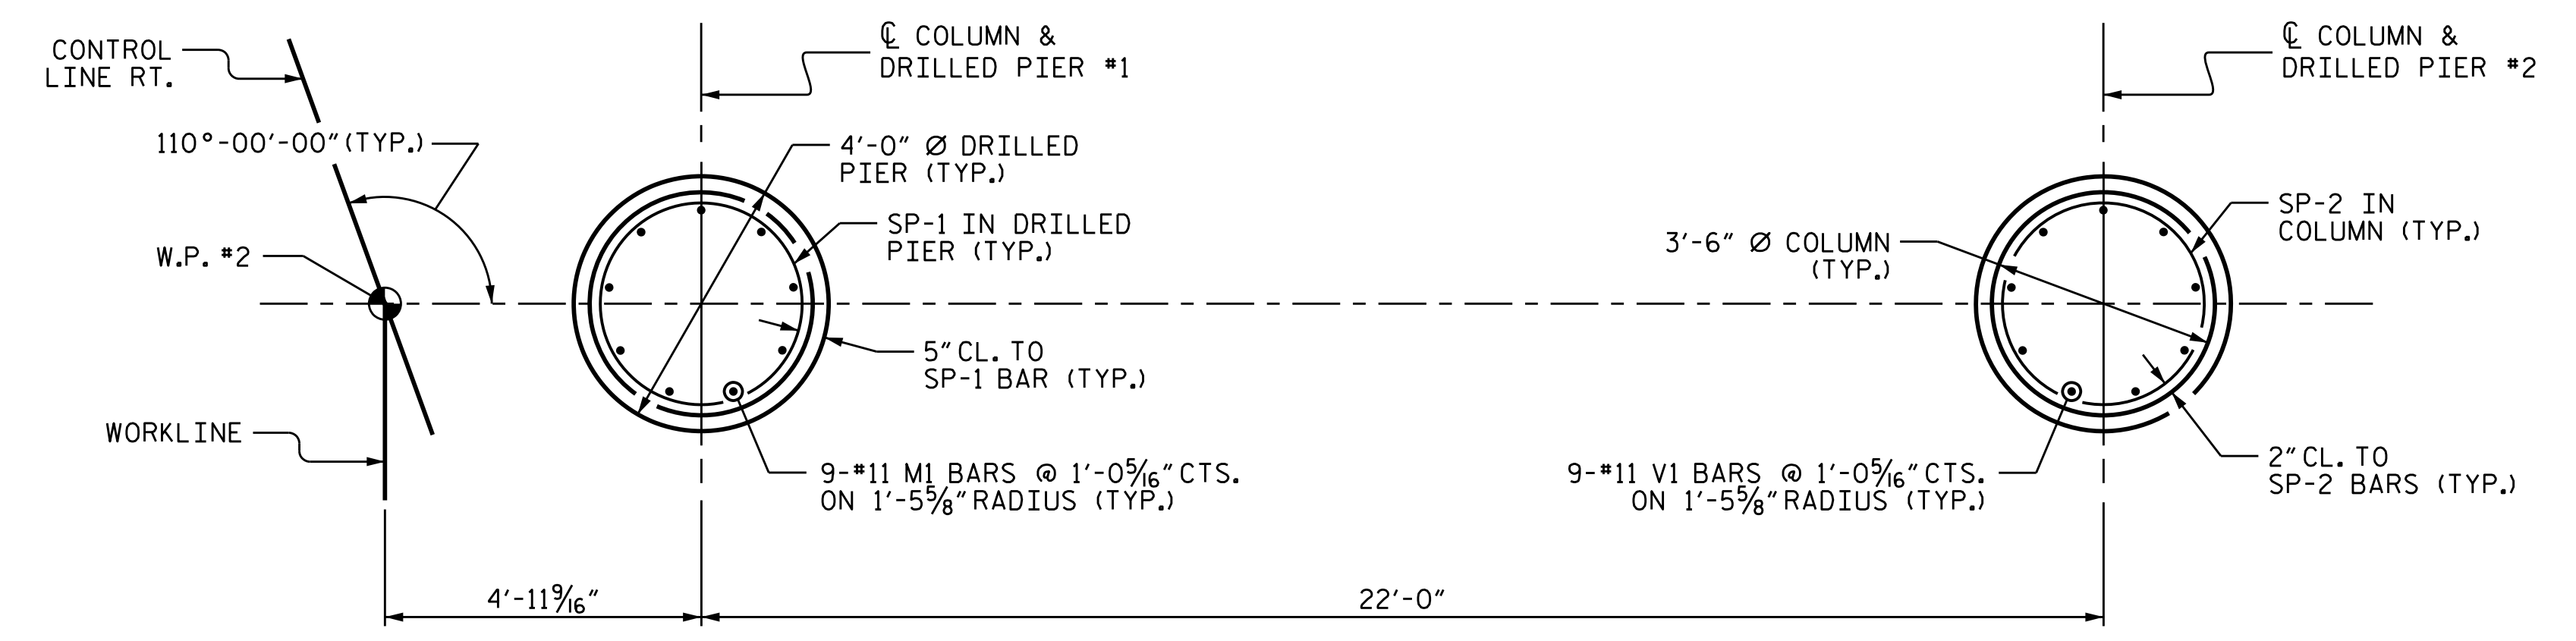 CONTROL
LINE RT.
℄ COLUMN &
DRILLED PIER #1
℄ COLUMN &
DRILLED PIER #2
110°-00'-00" (TYP.)
4'-0" Ø DRILLED
PIER (TYP.)
SP-1 IN DRILLED
PIER (TYP.)
SP-2 IN
COLUMN (TYP.)
W.P. #2
3'-6" Ø COLUMN
(TYP.)
5" CL. TO
SP-1 BAR (TYP.)
WORKLINE
9-#11 M1 BARS @ 1'-0 5/16" CTS.
ON 1'-5 5/8" RADIUS (TYP.)
9-#11 V1 BARS @ 1'-0 5/16" CTS.
ON 1'-5 5/8" RADIUS (TYP.)
2" CL. TO
SP-2 BARS (TYP.)
4'-11 9/16"
22'-0"